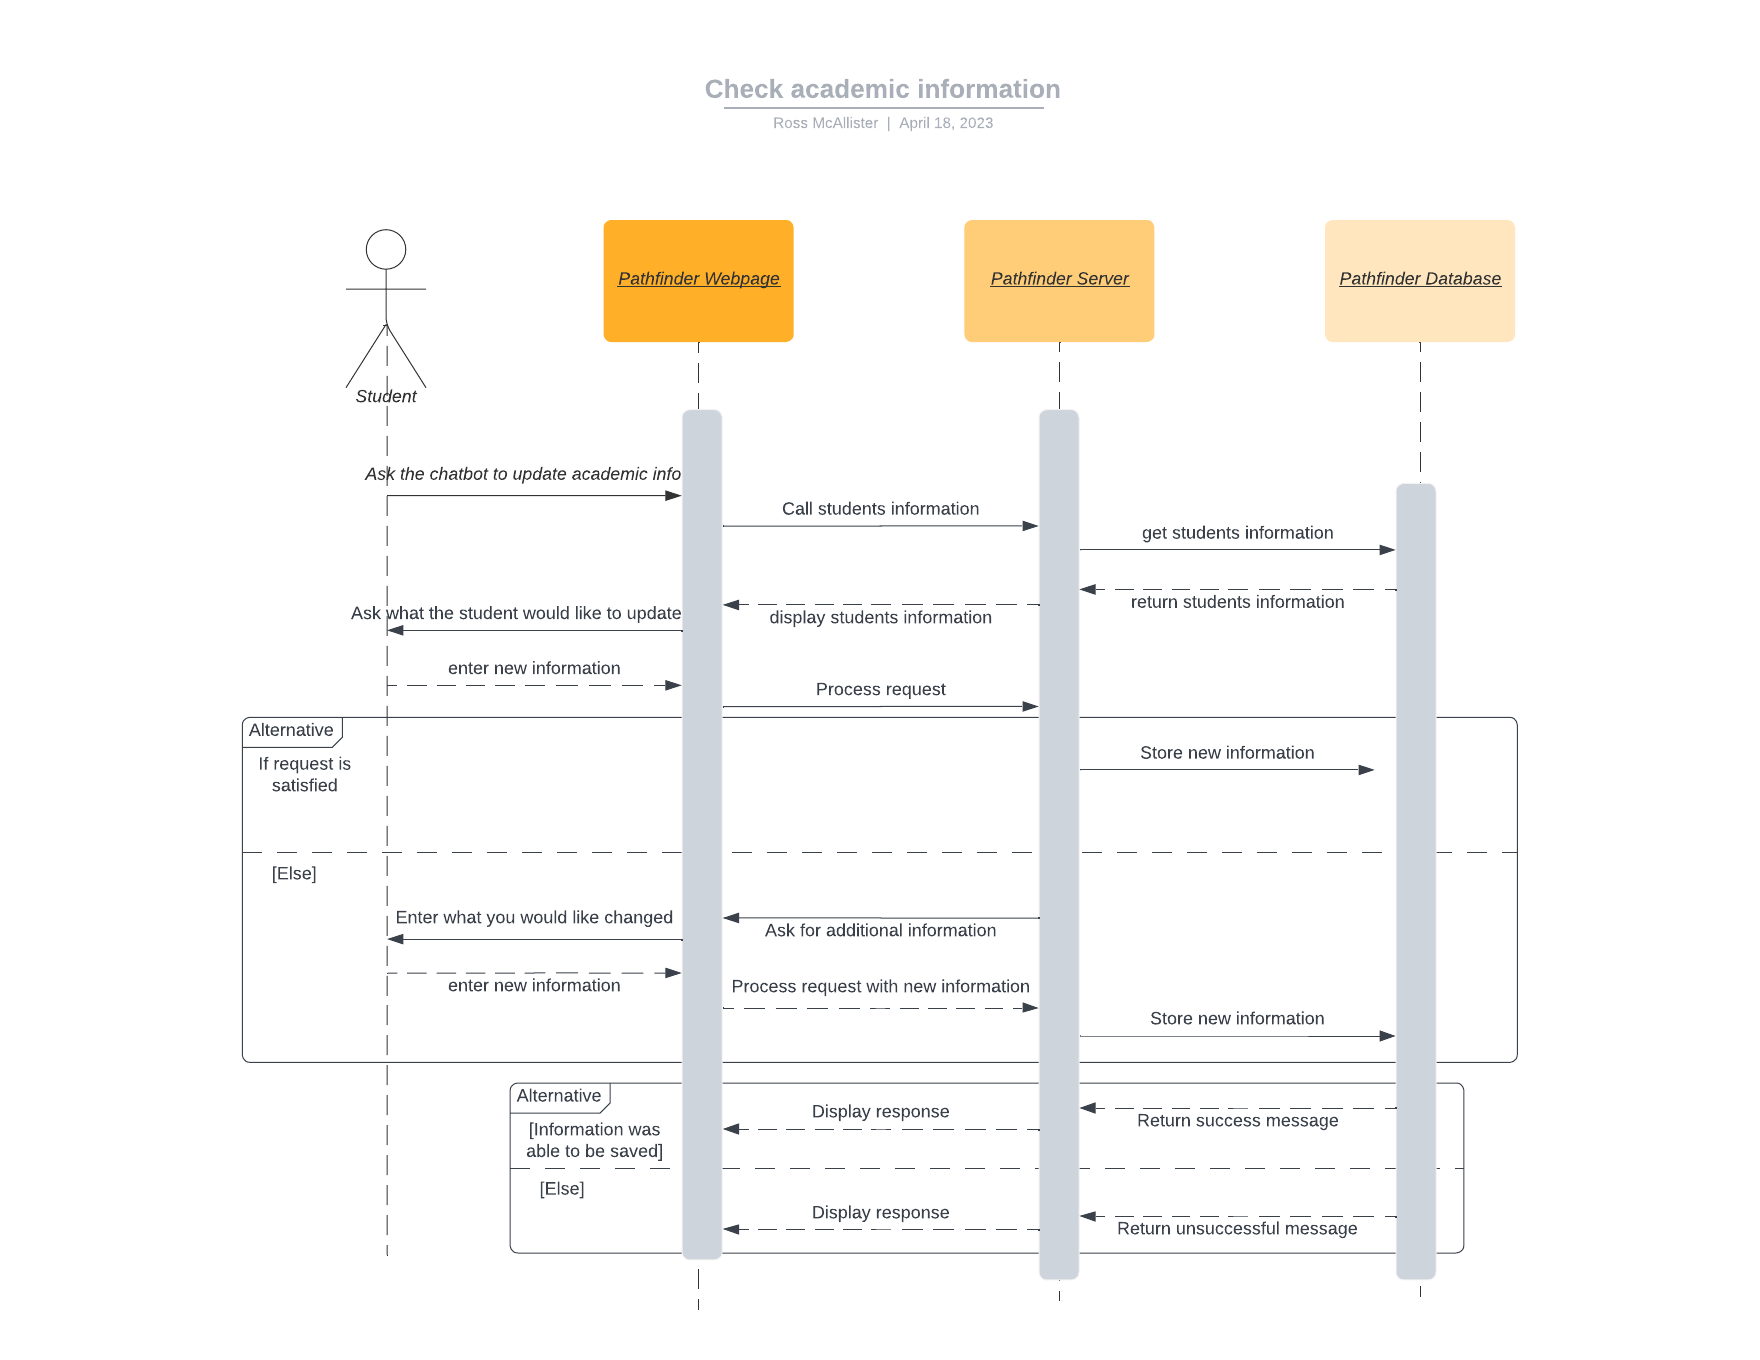 Check academic information
Ross McAllister | April 18, 2023
Pathfinder Webpage
Pathfinder Server
Pathfinder Database
Student
Ask the chatbot to update academic info
Call students information
get students information
return students information
display students information
Ask what the student would like to update
enter new information
Process request
Alternative
If request is
satisfied
Store new information
[Else]
Enter what you would like changed
Ask for additional information
enter new information
Process request with new information
Store new information
Alternative
[Information was
able to be saved]
Display response
Return success message
[Else]
Display response
Return unsuccessful message